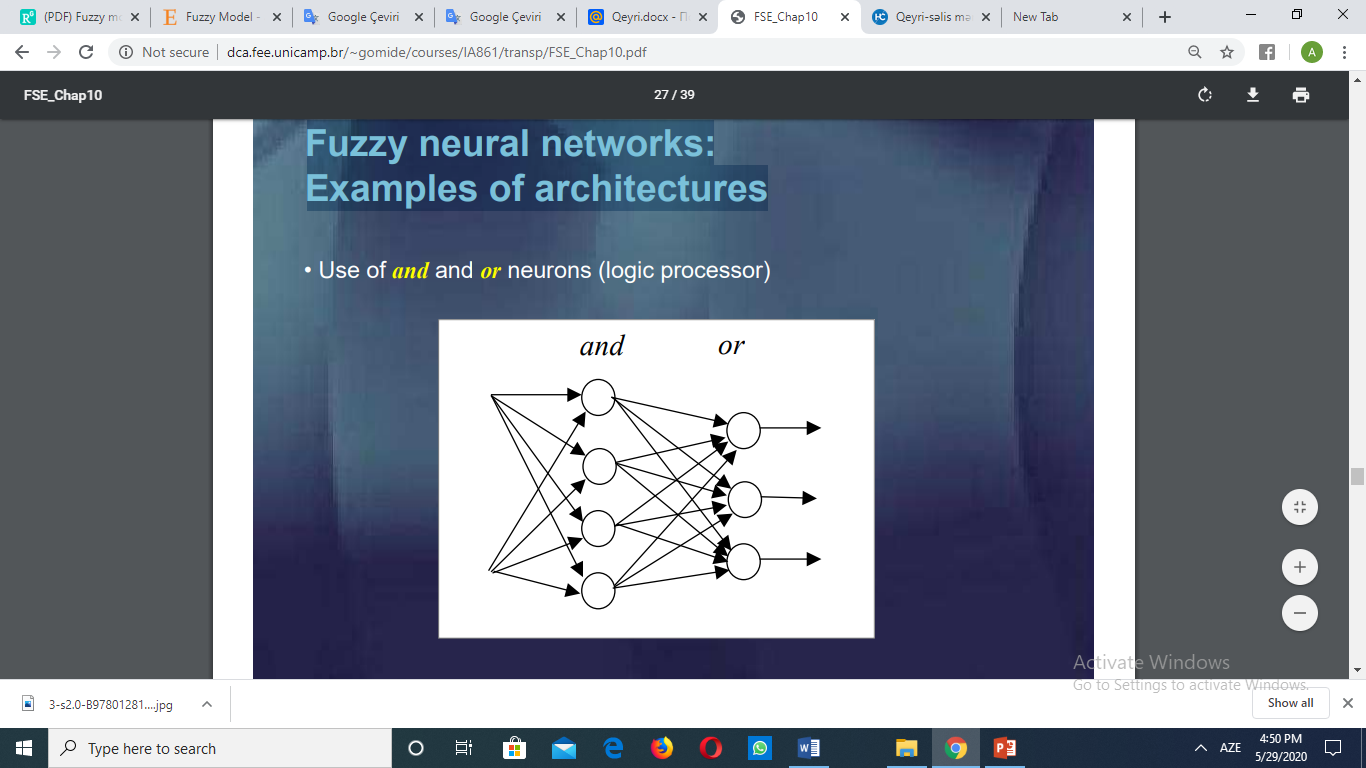 (PDF) Fuzzy mo
Fuzzy Model -
Google Çeviri
Google Çeviri
Qeyri.docx - П
FSE_Chap10
Qeyri-səlis mə
New Tab
Not secure
dca.fee.unicamp.br/~gomide/courses/IA861/transp/FSE_Chap10.pdf
A
FSE_Chap10
27 / 39
Fuzzy neural networks:
Examples of architectures
• Use of and and or neurons (logic processor)
and or
Activate Windows
Go to Settings to activate Windows.
3-s2.0-B97801281....jpg
Show all
Type here to search
AZE
4:50 PM
5/29/2020